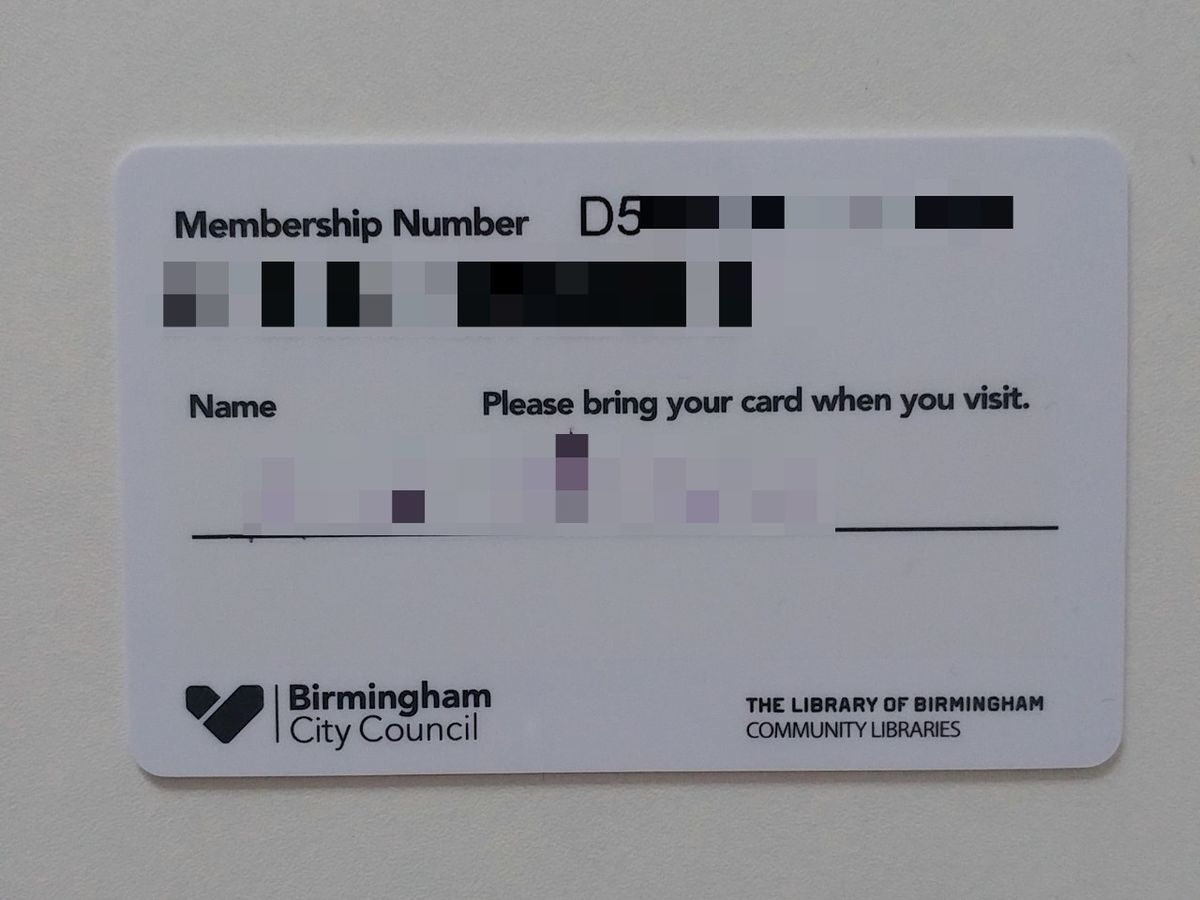 Membership Number D5
Name
Please bring your card when you visit.
Birmingham
City Council
THE LIBRARY OF BIRMINGHAM
COMMUNITY LIBRARIES